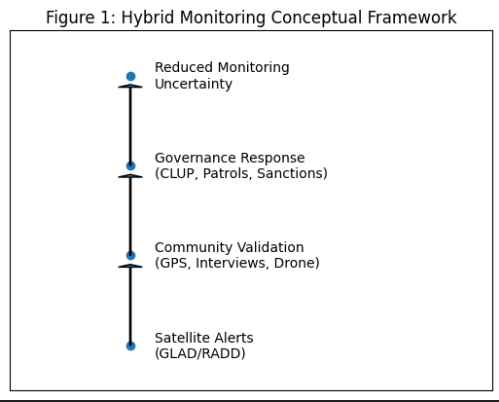 Figure 1: Hybrid Monitoring Conceptual Framework
Reduced Monitoring
Uncertainty
Governance Response
(CLUP, Patrols, Sanctions)
Community Validation
(GPS, Interviews, Drone)
Satellite Alerts
(GLAD/RADD)